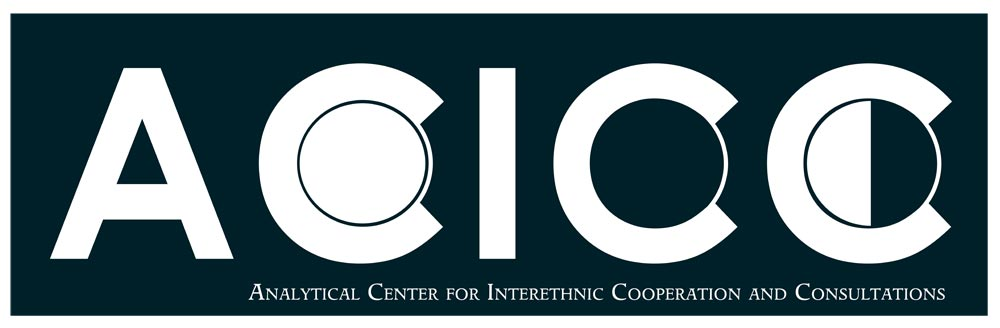 ACICC
Analytical Center for Interethnic Cooperation and Consultations